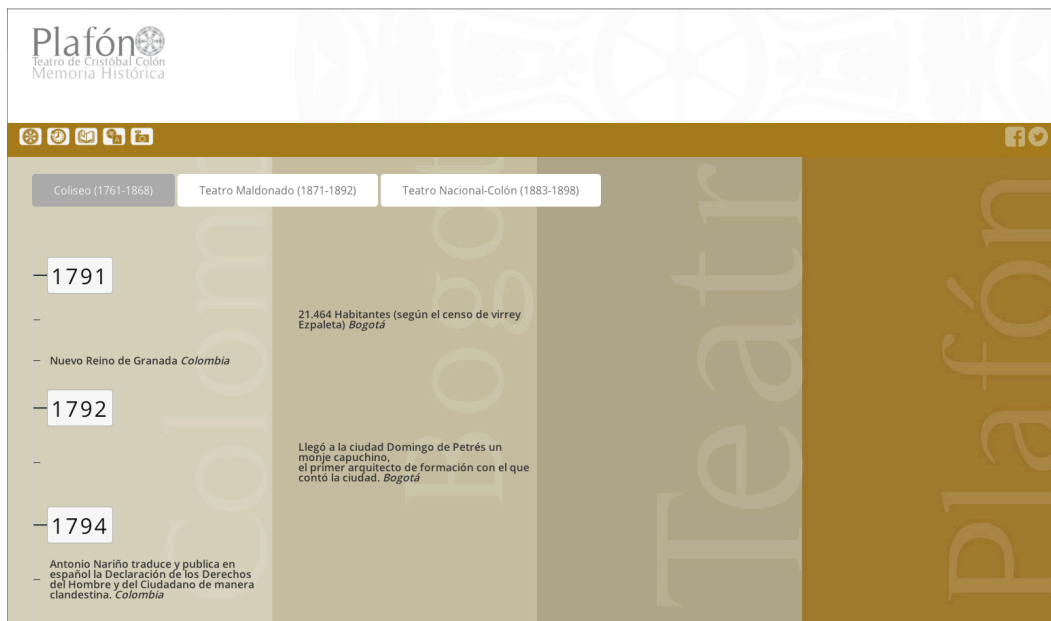 Plafón
Teatro de Cristóbal Colón
Memoria Histórica
Coliseo (1761-1868)
Teatro Maldonado (1871-1892)
Teatro Nacional-Colón (1883-1898)
1791
21.464 Habitantes (según el censo de virrey
Ezpaleta) Bogotá
Nuevo Reino de Granada Colombia
1792
Llegó a la ciudad Domingo de Petrés un
monje capuchino,
el primer arquitecto de formación con el que
contó la ciudad. Bogotá
1794
Antonio Nariño traduce y publica en
español la Declaración de los Derechos
del Hombre y del Ciudadano de manera
clandestina. Colombia
Colom
Bogot
Teatr
Plafón